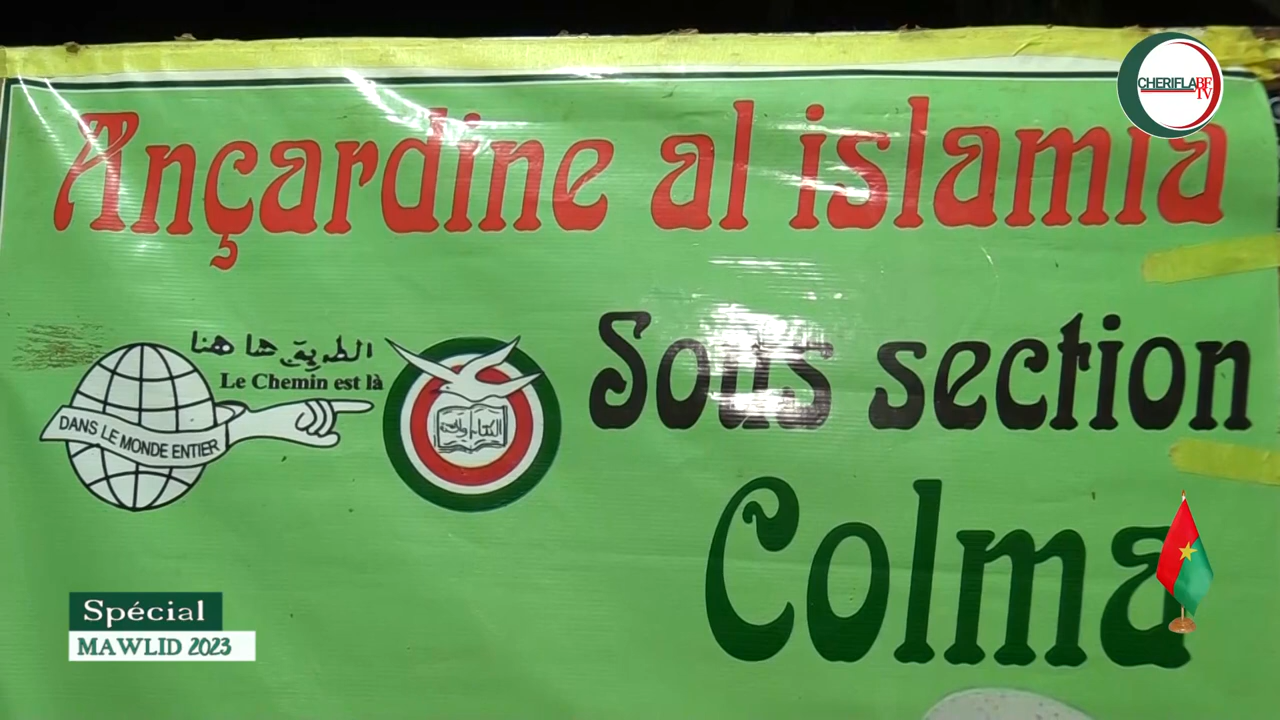 CHERIFLA BF TV
Ançardine al islamia
Sous section
Colma
الطريق ها هنا
Le Chemin est là
DANS LE MONDE ENTIER
Spécial
MAWLID 2023